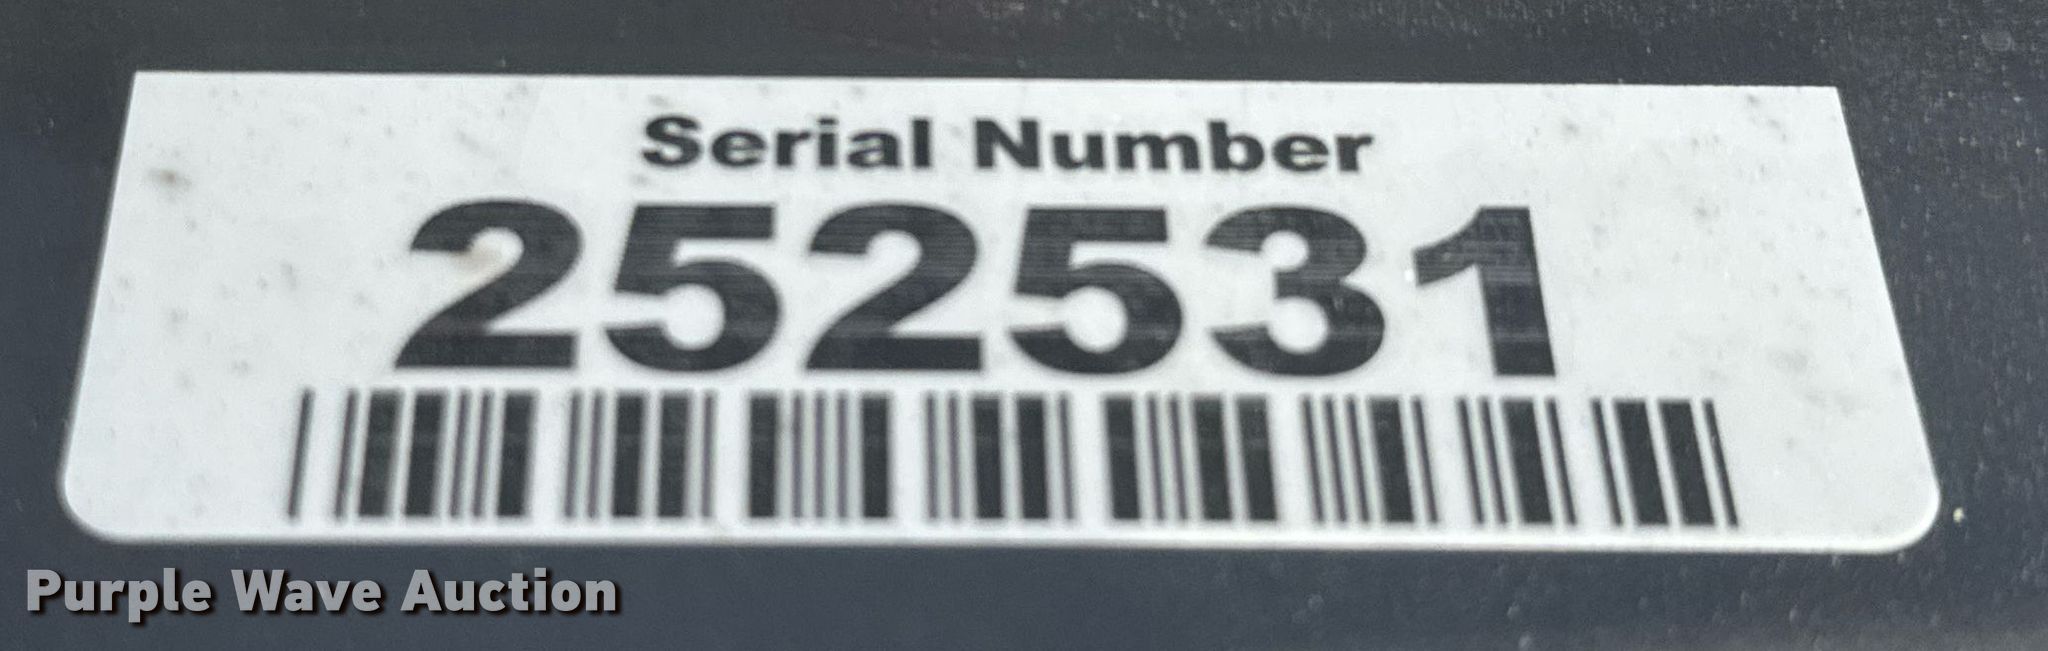 Serial Number
252531
Purple Wave Auction